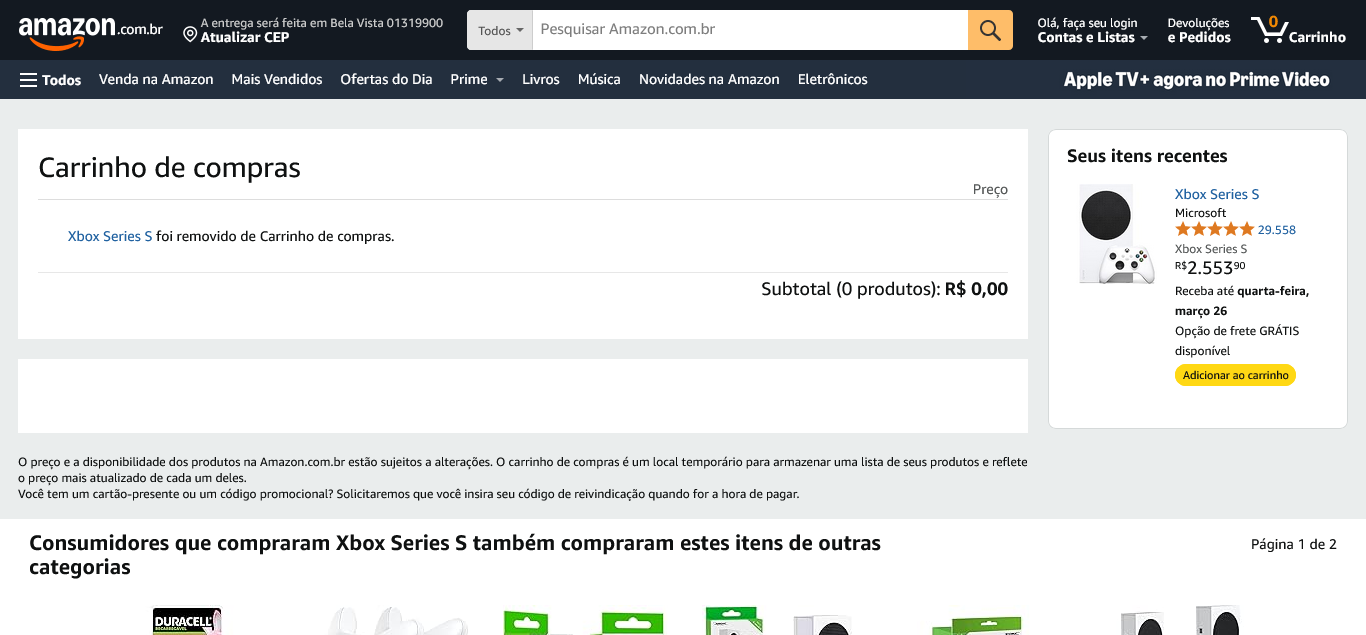 amazon.com.br
A entrega será feita em Bela Vista 01319900
Atualizar CEP
Todos
Pesquisar Amazon.com.br
Olá, faça seu login
Contas e Listas
Devoluções
e Pedidos
0
Carrinho
Todos
Venda na Amazon
Mais Vendidos
Ofertas do Dia
Prime
Livros
Música
Novidades na Amazon
Eletrônicos
Apple TV+ agora no Prime Video
Carrinho de compras
Preço
Xbox Series S foi removido de Carrinho de compras.
Subtotal (0 produtos): R$ 0,00
Seus itens recentes
Xbox Series S
Microsoft
29.558
Xbox Series S
R$2.55390
Receba até quarta-feira,
março 26
Opção de frete GRÁTIS
disponível
Adicionar ao carrinho
O preço e a disponibilidade dos produtos na Amazon.com.br estão sujeitos a alterações. O carrinho de compras é um local temporário para armazenar uma lista de seus produtos e reflete
o preço mais atualizado de cada um deles.
Você tem um cartão-presente ou um código promocional? Solicitaremos que você insira seu código de reivindicação quando for a hora de pagar.
Consumidores que compraram Xbox Series S também compraram estes itens de outras
categorias
Página 1 de 2
DURACELL